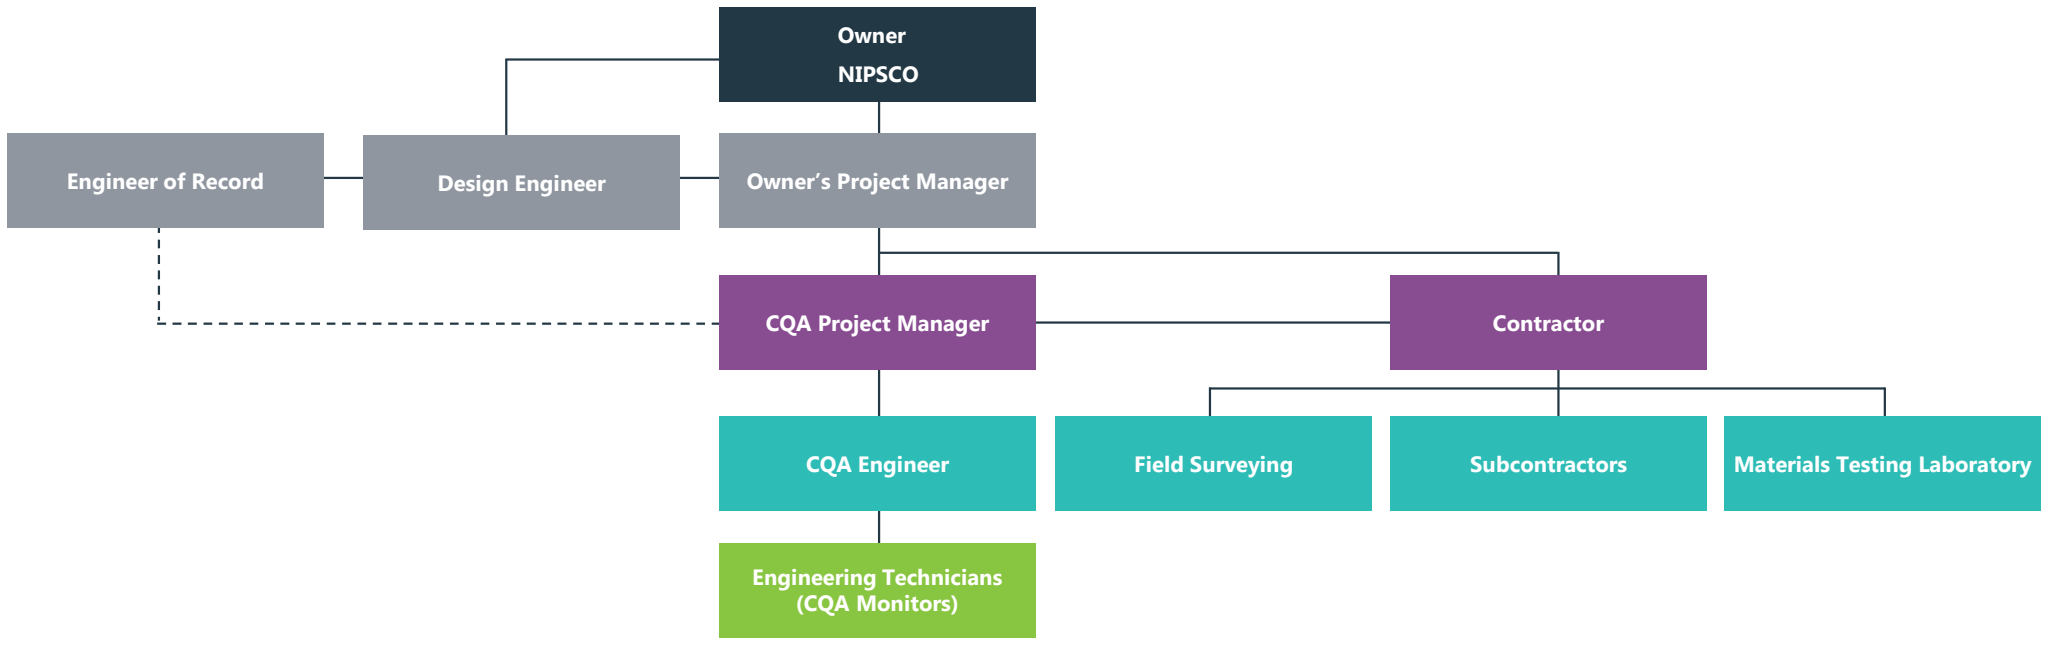 Owner
NIPSCO
Engineer of Record
Design Engineer
Owner’s Project Manager
CQA Project Manager
Contractor
CQA Engineer
Field Surveying
Subcontractors
Materials Testing Laboratory
Engineering Technicians
(CQA Monitors)